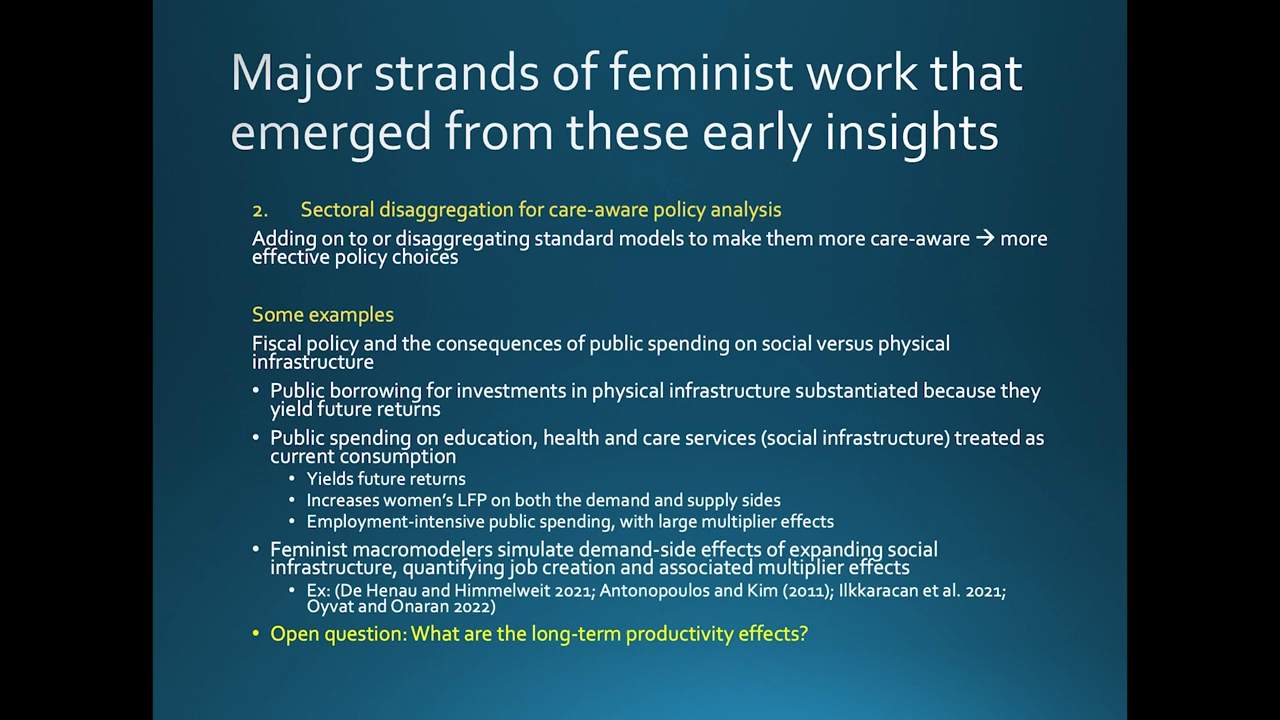 Major strands of feminist work that
emerged from these early insights
2. Sectoral disaggregation for care-aware policy analysis
Adding on to or disaggregating standard models to make them more care-aware → more
effective policy choices
Some examples
Fiscal policy and the consequences of public spending on social versus physical
infrastructure
• Public borrowing for investments in physical infrastructure substantiated because they
yield future returns
• Public spending on education, health and care services (social infrastructure) treated as
current consumption
• Yields future returns
• Increases women's LFP on both the demand and supply sides
• Employment-intensive public spending, with large multiplier effects
• Feminist macromodelers simulate demand-side effects of expanding social
infrastructure, quantifying job creation and associated multiplier effects
• Ex: (De Henau and Himmelweit 2021; Antonopoulos and Kim (2011); Ilkkaracan et al. 2021;
Oyvat and Onaran 2022)
• Open question: What are the long-term productivity effects?